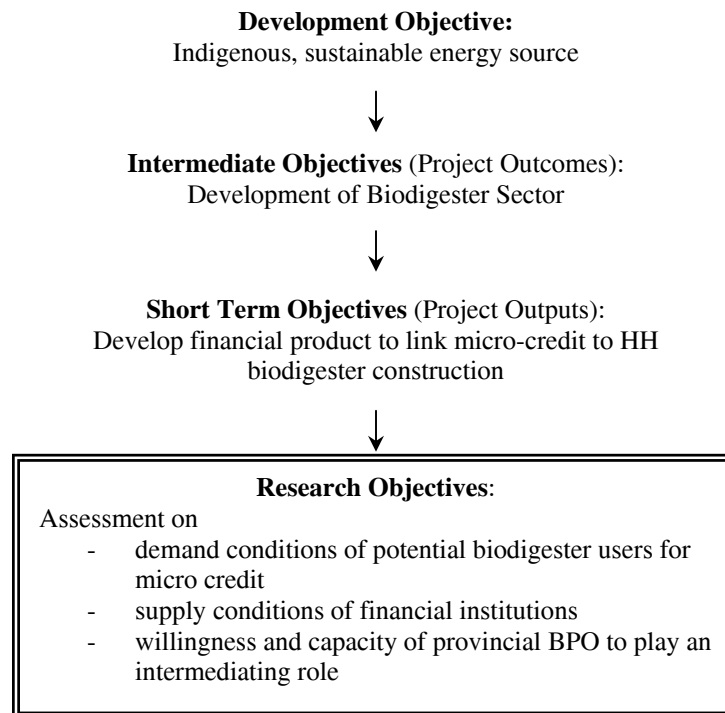 Development Objective:
Indigenous, sustainable energy source
Intermediate Objectives (Project Outcomes):
Development of Biodigester Sector
Short Term Objectives (Project Outputs):
Develop financial product to link micro-credit to HH
biodigester construction
Research Objectives:
Assessment on
- demand conditions of potential biodigester users for
micro credit
- supply conditions of financial institutions
- willingness and capacity of provincial BPO to play an
intermediating role